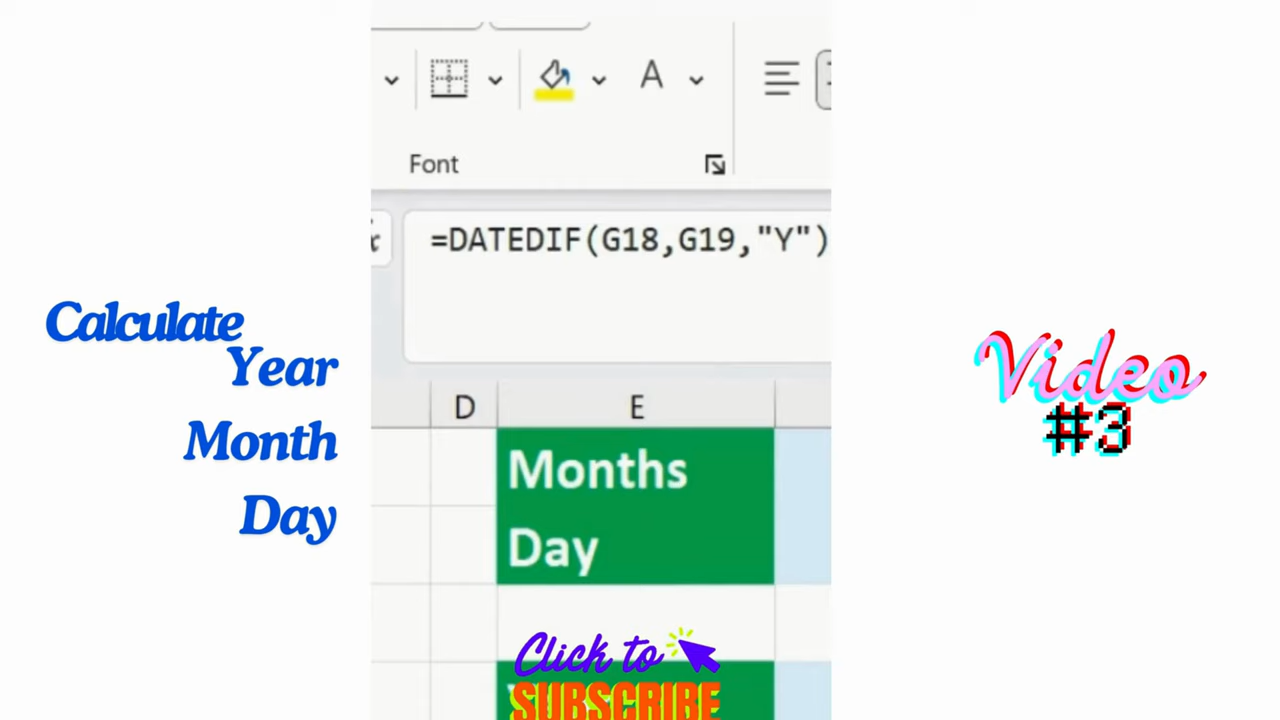 Font
=DATEDIF(G18,G19,"Y")
Calculate
Year
Month
Day
D E
Months
Day
Click to
SUBSCRIBE
Video
#3